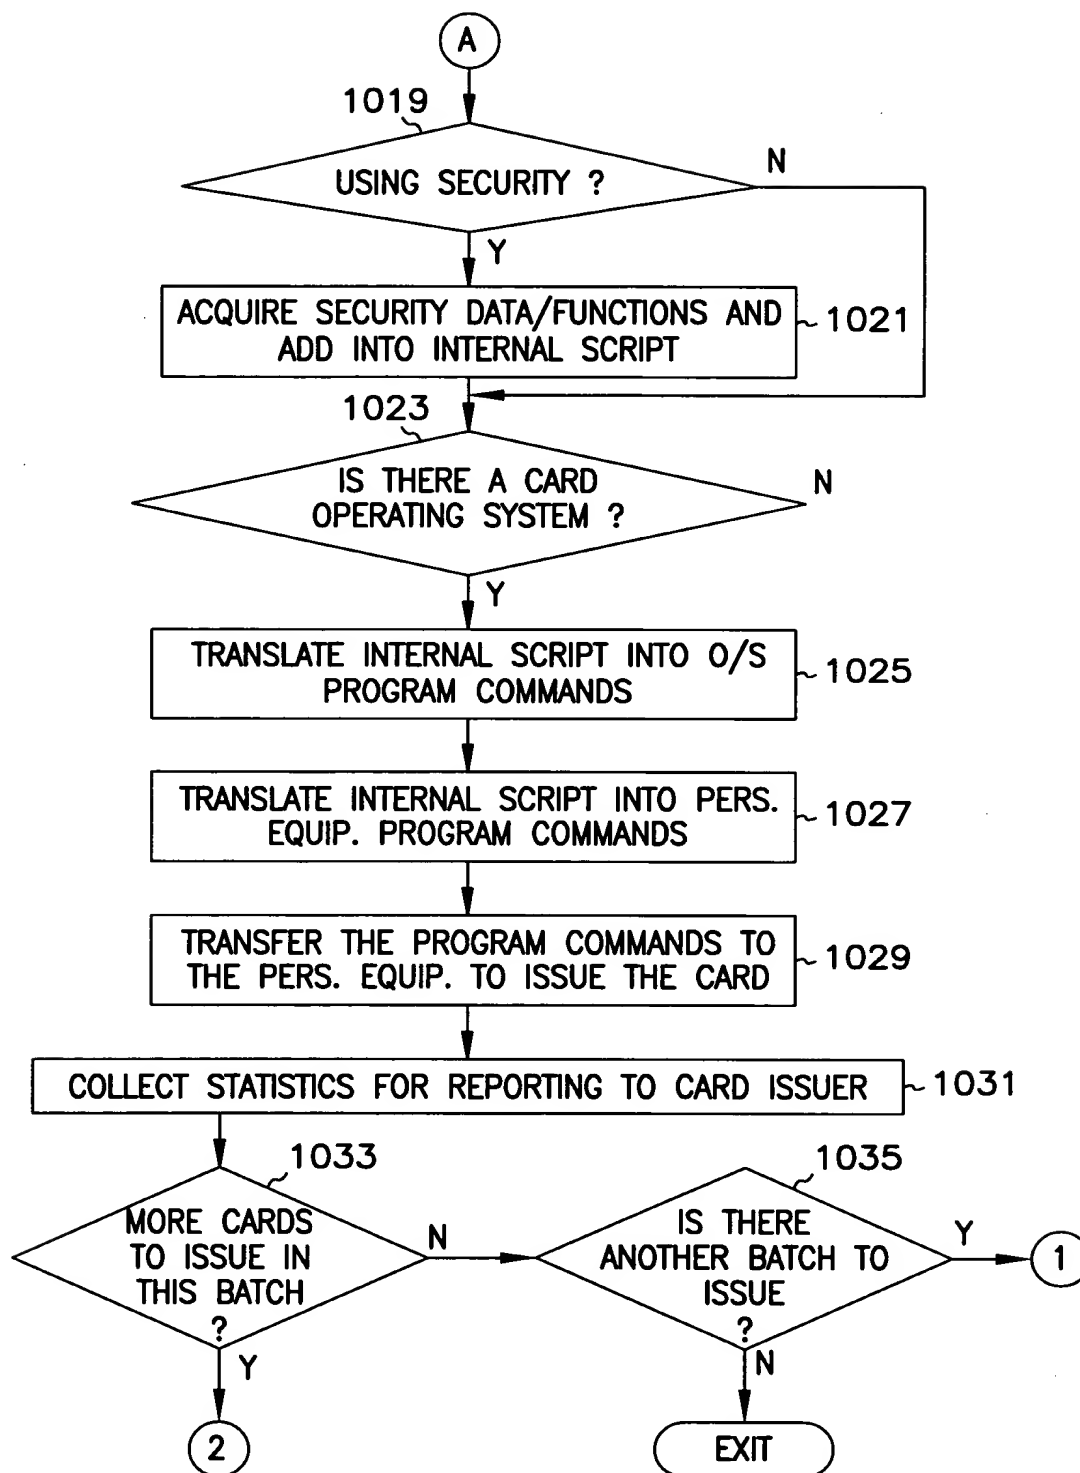 A
1019
USING SECURITY ?
N
Y
ACQUIRE SECURITY DATA/FUNCTIONS AND
ADD INTO INTERNAL SCRIPT
1021
1023
IS THERE A CARD
OPERATING SYSTEM ?
N
Y
TRANSLATE INTERNAL SCRIPT INTO O/S
PROGRAM COMMANDS
1025
TRANSLATE INTERNAL SCRIPT INTO PERS.
EQUIP. PROGRAM COMMANDS
1027
TRANSFER THE PROGRAM COMMANDS TO
THE PERS. EQUIP. TO ISSUE THE CARD
1029
COLLECT STATISTICS FOR REPORTING TO CARD ISSUER
1031
1033
MORE CARDS
TO ISSUE IN
THIS BATCH
?
N
Y
2
1035
IS THERE
ANOTHER BATCH TO
ISSUE
?
Y
1
N
EXIT